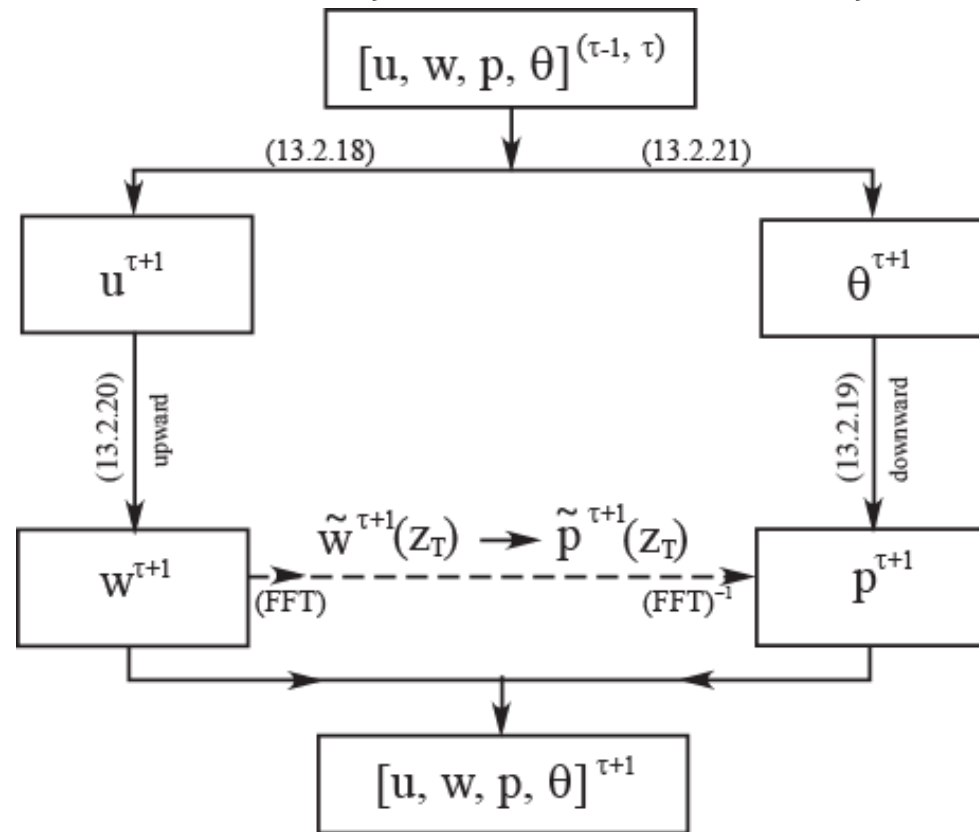 [u, w, p, θ]^(τ-1, τ)
(13.2.18) (13.2.21)
u^τ+1 θ^τ+1
(13.2.20) upward (13.2.19) downward
w̃^τ+1(z_T) → p̃^τ+1(z_T)
w^τ+1 p^τ+1
(FFT) (FFT)^-1
[u, w, p, θ]^τ+1